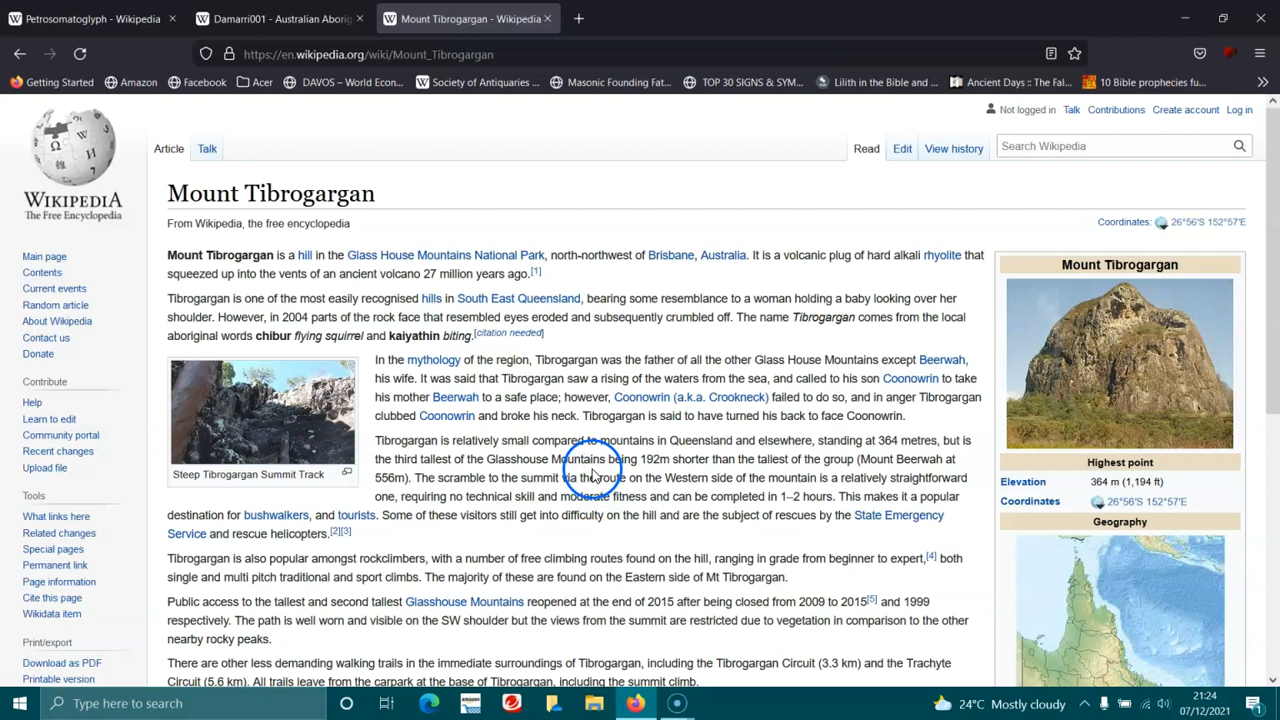 Petrosomatoglyph - Wikipedia
Damarri001 - Australian Aborig
Mount Tibrogargan - Wikipedia
https://en.wikipedia.org/wiki/Mount_Tibrogargan
Getting Started Amazon Facebook Acer DAVOS – World Econ... Society of Antiquaries ... Masonic Founding Fat... TOP 30 SIGNS & SYM... Lilith in the Bible and ... Ancient Days :: The Fal... 10 Bible prophecies fu...
Not logged in Talk Contributions Create account Log in
Article Talk Read Edit View history Search Wikipedia
WIKIPEDIA
The Free Encyclopedia
Main page
Contents
Current events
Random article
About Wikipedia
Contact us
Donate
Contribute
Help
Learn to edit
Community portal
Recent changes
Upload file
Tools
What links here
Related changes
Special pages
Permanent link
Page information
Cite this page
Wikidata item
Print/export
Download as PDF
Printable version
Mount Tibrogargan
From Wikipedia, the free encyclopedia
Coordinates: 26°56'S 152°57'E
Mount Tibrogargan is a hill in the Glass House Mountains National Park, north-northwest of Brisbane, Australia. It is a volcanic plug of hard alkali rhyolite that
squeezed up into the vents of an ancient volcano 27 million years ago.[1]
Tibrogargan is one of the most easily recognised hills in South East Queensland, bearing some resemblance to a woman holding a baby looking over her
shoulder. However, in 2004 parts of the rock face that resembled eyes eroded and subsequently crumbled off. The name Tibrogargan comes from the local
aboriginal words chibur flying squirrel and kaiyathin biting.[citation needed]
Steep Tibrogargan Summit Track
In the mythology of the region, Tibrogargan was the father of all the other Glass House Mountains except Beerwah,
his wife. It was said that Tibrogargan saw a rising of the waters from the sea, and called to his son Coonowrin to take
his mother Beerwah to a safe place; however, Coonowrin (a.k.a. Crookneck) failed to do so, and in anger Tibrogargan
clubbed Coonowrin and broke his neck. Tibrogargan is said to have turned his back to face Coonowrin.
Tibrogargan is relatively small compared to mountains in Queensland and elsewhere, standing at 364 metres, but is
the third tallest of the Glasshouse Mountains being 192m shorter than the tallest of the group (Mount Beerwah at
556m). The scramble to the summit via the route on the Western side of the mountain is a relatively straightforward
one, requiring no technical skill and moderate fitness and can be completed in 1–2 hours. This makes it a popular
destination for bushwalkers, and tourists. Some of these visitors still get into difficulty on the hill and are the subject of rescues by the State Emergency
Service and rescue helicopters.[2][3]
Tibrogargan is also popular amongst rockclimbers, with a number of free climbing routes found on the hill, ranging in grade from beginner to expert,[4] both
single and multi pitch traditional and sport climbs. The majority of these are found on the Eastern side of Mt Tibrogargan.
Public access to the tallest and second tallest Glasshouse Mountains reopened at the end of 2015 after being closed from 2009 to 2015[5] and 1999
respectively. The path is well worn and visible on the SW shoulder but the views from the summit are restricted due to vegetation in comparison to the other
nearby rocky peaks.
There are other less demanding walking trails in the immediate surroundings of Tibrogargan, including the Tibrogargan Circuit (3.3 km) and the Trachyte
Circuit (5.6 km). All trails leave from the carpark at the base of Tibrogargan, including the summit climb.
Mount Tibrogargan
Highest point
Elevation 364 m (1,194 ft)
Coordinates 26°56'S 152°57'E
Geography
Type here to search
24°C Mostly cloudy
21:24
07/12/2021